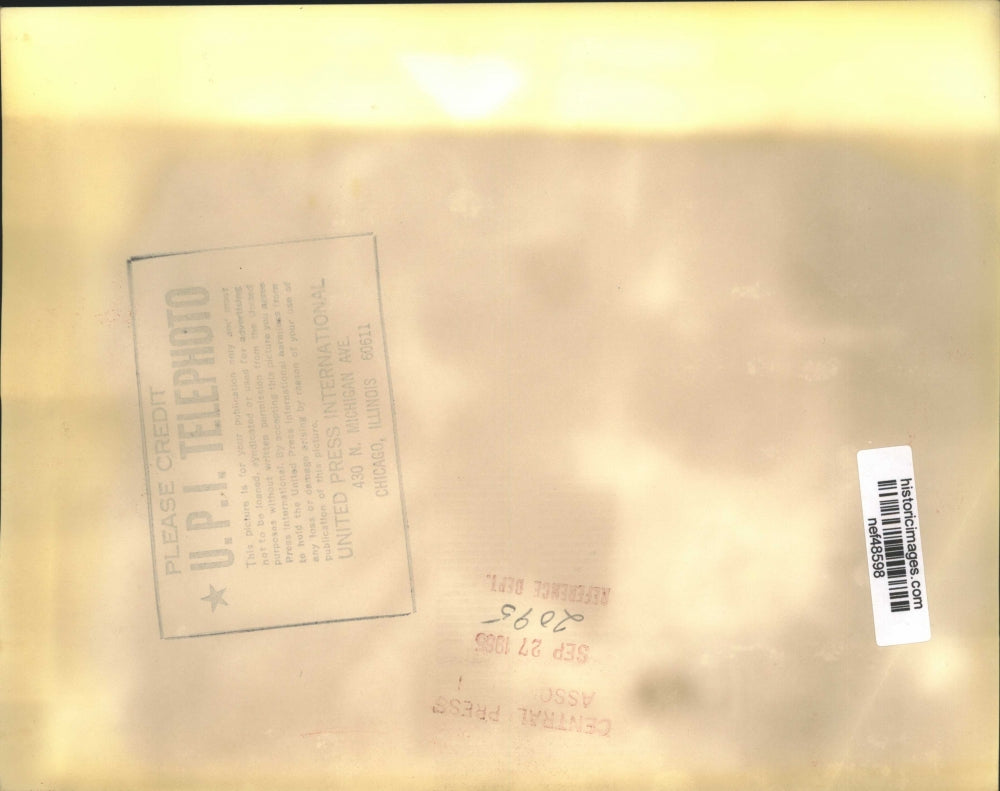 PLEASE CREDIT
★ U.P.I. TELEPHOTO
This picture is for your publication only and must
not to be loaned, syndicated or used for advertising
purposes without written permission from the United
Press International. By accepting this picture you agree
to hold the United Press International harmless from
any loss or damage arising by reason of your use or
publication of this picture.
UNITED PRESS INTERNATIONAL
430 N. MICHIGAN AVE.
CHICAGO, ILLINOIS 60611
REFERENCE DEPT.
2095
SEP 27 1985
ASSO
CENTRAL PRESS
historicimages.com
nef48598